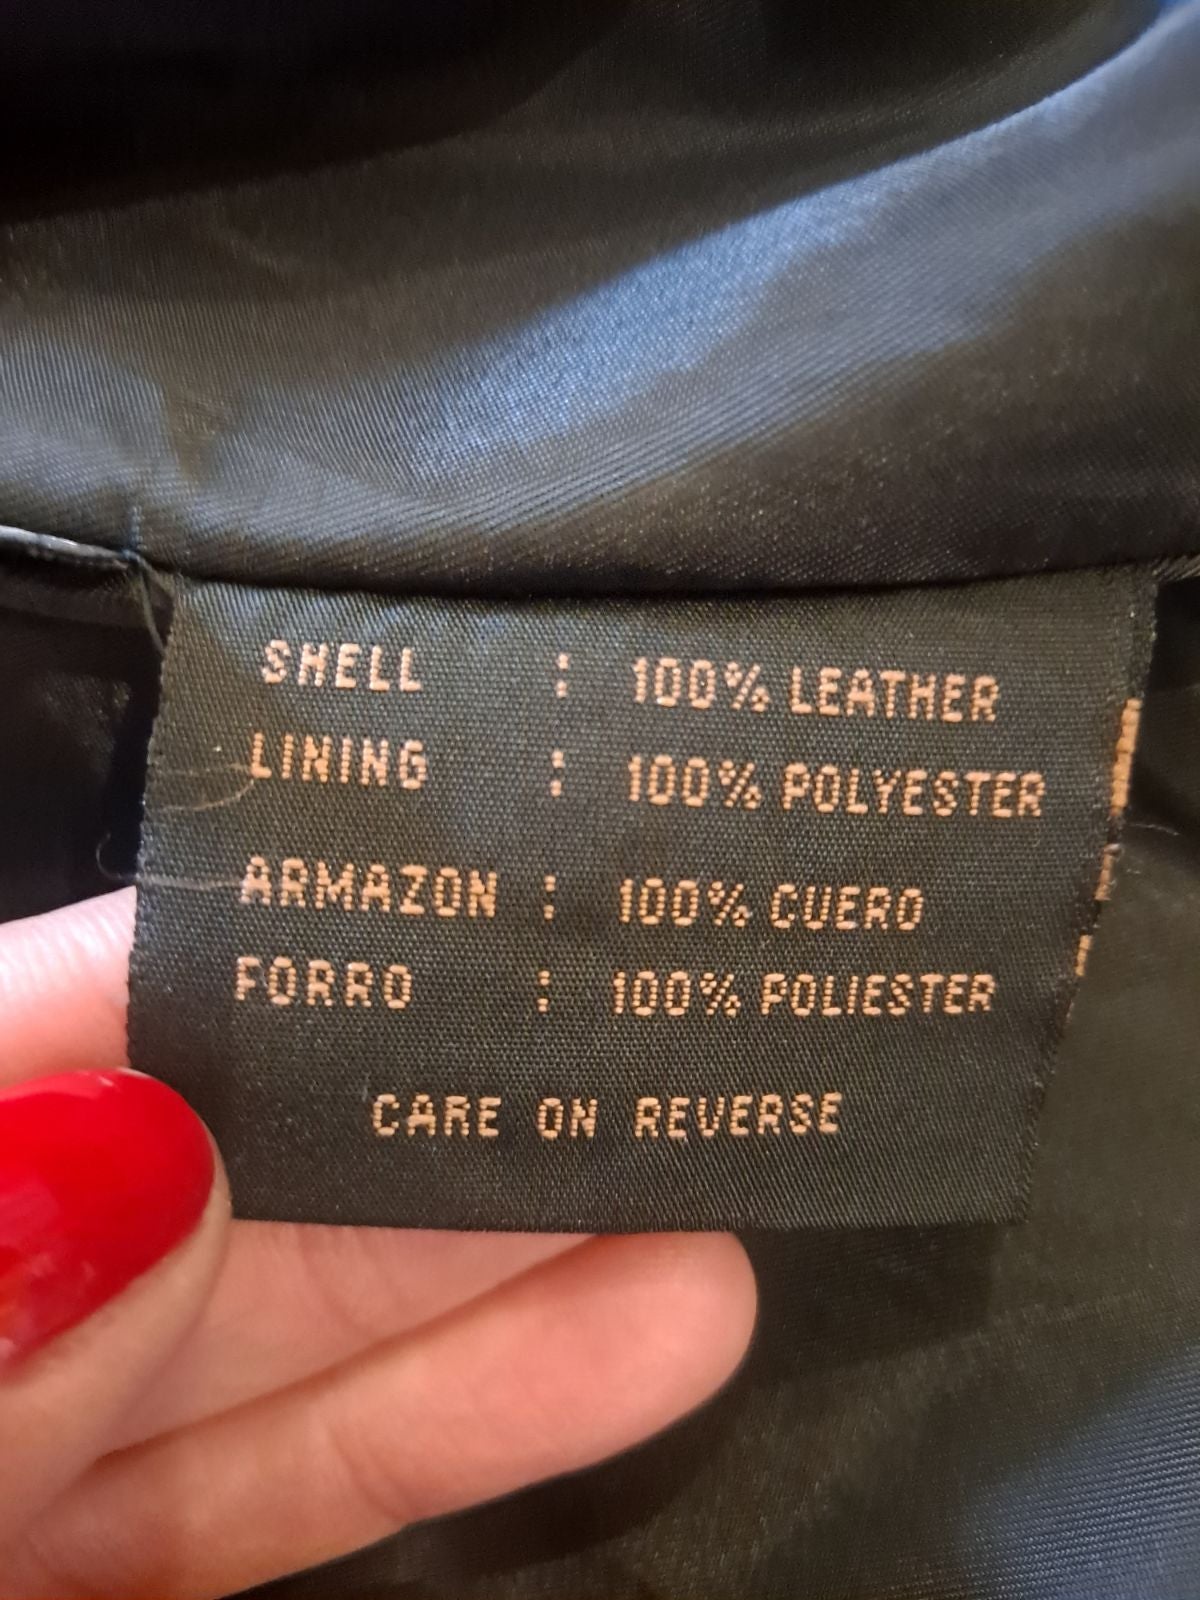 SHELL : 100% LEATHER
LINING : 100% POLYESTER
ARMAZON : 100% CUERO
FORRO : 100% POLIESTER
CARE ON REVERSE